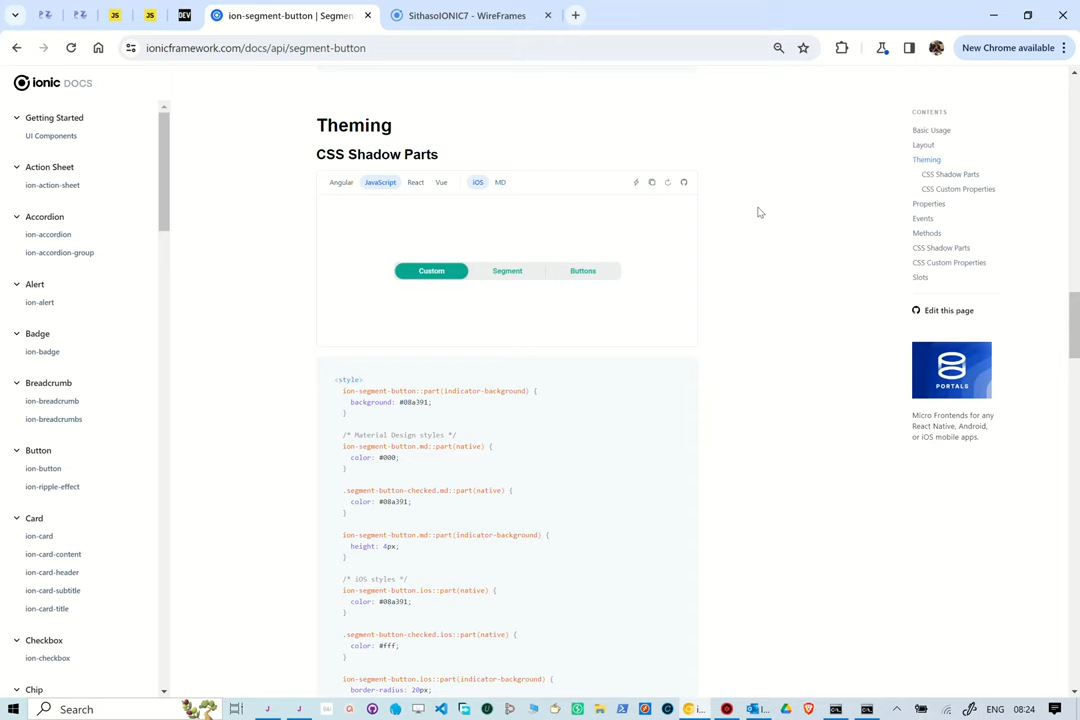 JS
JS
DEV
ion-segment-button | Segmen
SithasoIONIC7 - WireFrames
ionicframework.com/docs/api/segment-button
New Chrome available
ionic DOCS
Getting Started
UI Components
Action Sheet
ion-action-sheet
Accordion
ion-accordion
ion-accordion-group
Alert
ion-alert
Badge
ion-badge
Breadcrumb
ion-breadcrumb
ion-breadcrumbs
Button
ion-button
ion-ripple-effect
Card
ion-card
ion-card-content
ion-card-header
ion-card-subtitle
ion-card-title
Checkbox
ion-checkbox
Chip
Theming
CSS Shadow Parts
Angular JavaScript React Vue iOS MD
Custom Segment Buttons
<style>
ion-segment-button::part(indicator-background) {
background: #08a391;
}
/* Material Design styles */
ion-segment-button.md::part(native) {
color: #000;
}
.segment-button-checked.md::part(native) {
color: #08a391;
}
ion-segment-button.md::part(indicator-background) {
height: 4px;
}
/* iOS styles */
ion-segment-button.ios::part(native) {
color: #08a391;
}
.segment-button-checked.ios::part(native) {
color: #fff;
}
ion-segment-button.ios::part(indicator-background) {
border-radius: 20px;
CONTENTS
Basic Usage
Layout
Theming
CSS Shadow Parts
CSS Custom Properties
Properties
Events
Methods
CSS Shadow Parts
CSS Custom Properties
Slots
Edit this page
PORTALS
Micro Frontends for any
React Native, Android,
or iOS mobile apps.
Search
i...
ENG
08:24